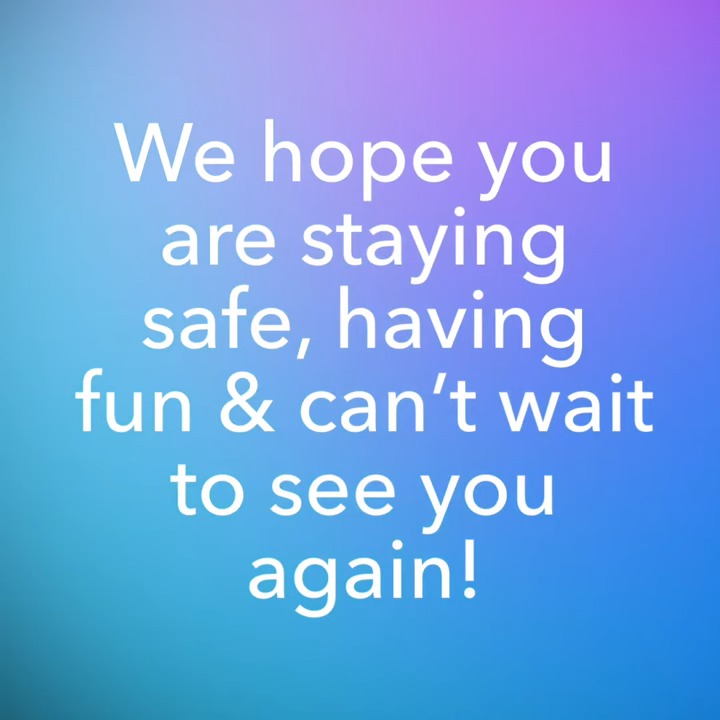 We hope you
are staying
safe, having
fun & can’t wait
to see you
again!